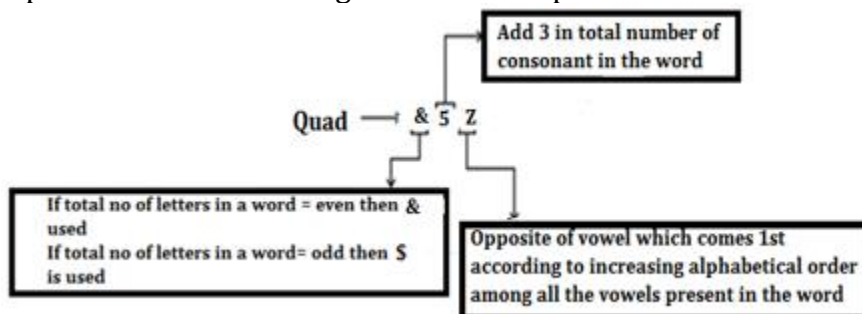 Add 3 in total number of
consonant in the word
Quad & 5 Z
If total no of letters in a word = even then &
used
If total no of letters in a word= odd then $
is used
Opposite of vowel which comes 1st
according to increasing alphabetical order
among all the vowels present in the word